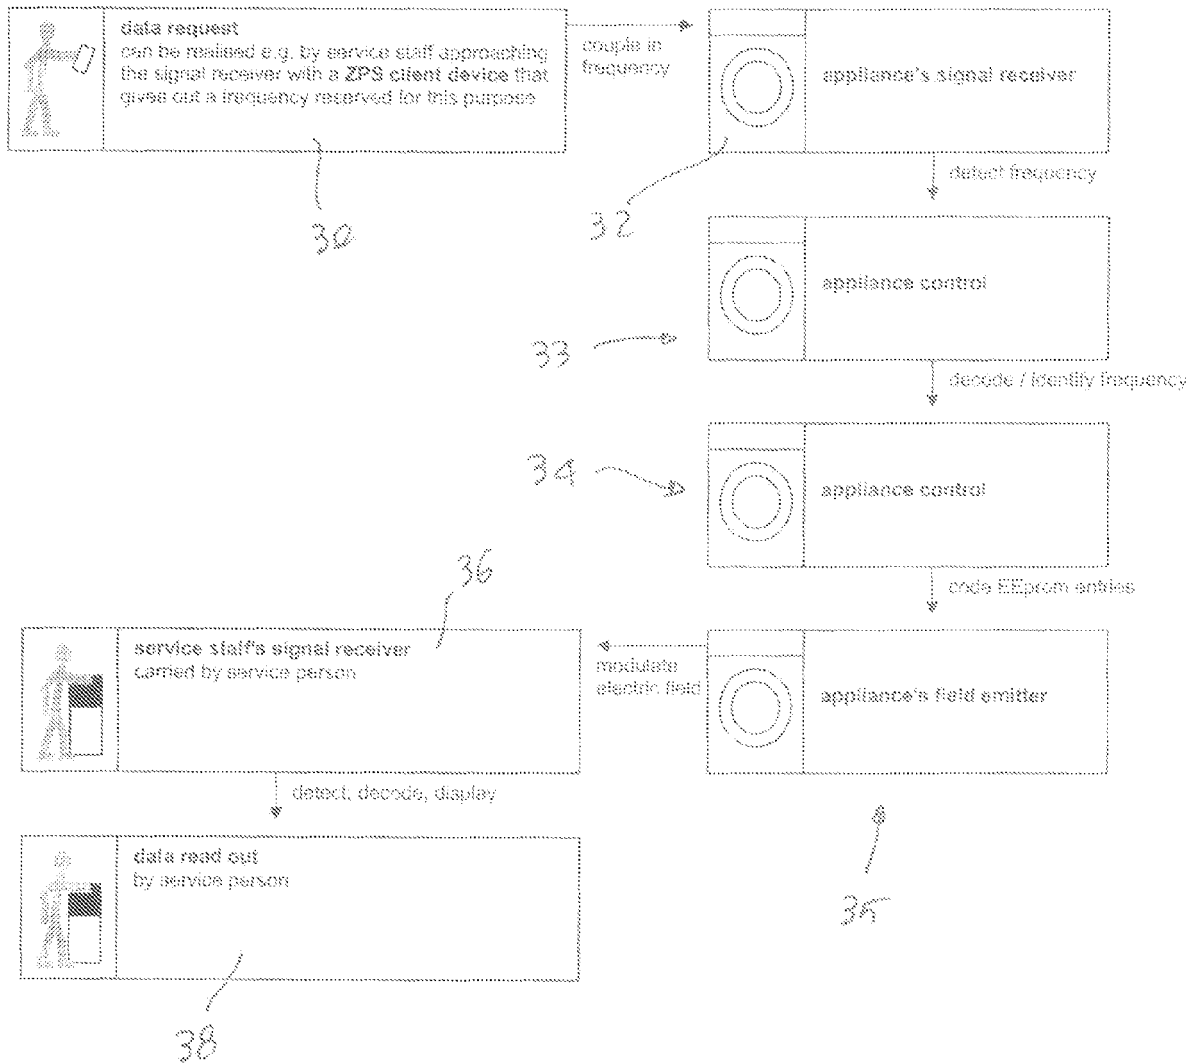 data request
can be realised e.g. by service staff approaching
the signal receiver with a ZPS client device that
gives out a frequency reserved for this purpose
couple in
frequency
appliance's signal receiver
30
32
detect frequency
appliance control
33
decode / identify frequency
appliance control
34
code EEprom entries
36
service staff's signal receiver
carried by service person
modulate
electric field
appliance's field emitter
detect, decode, display
data read out
by service person
35
38